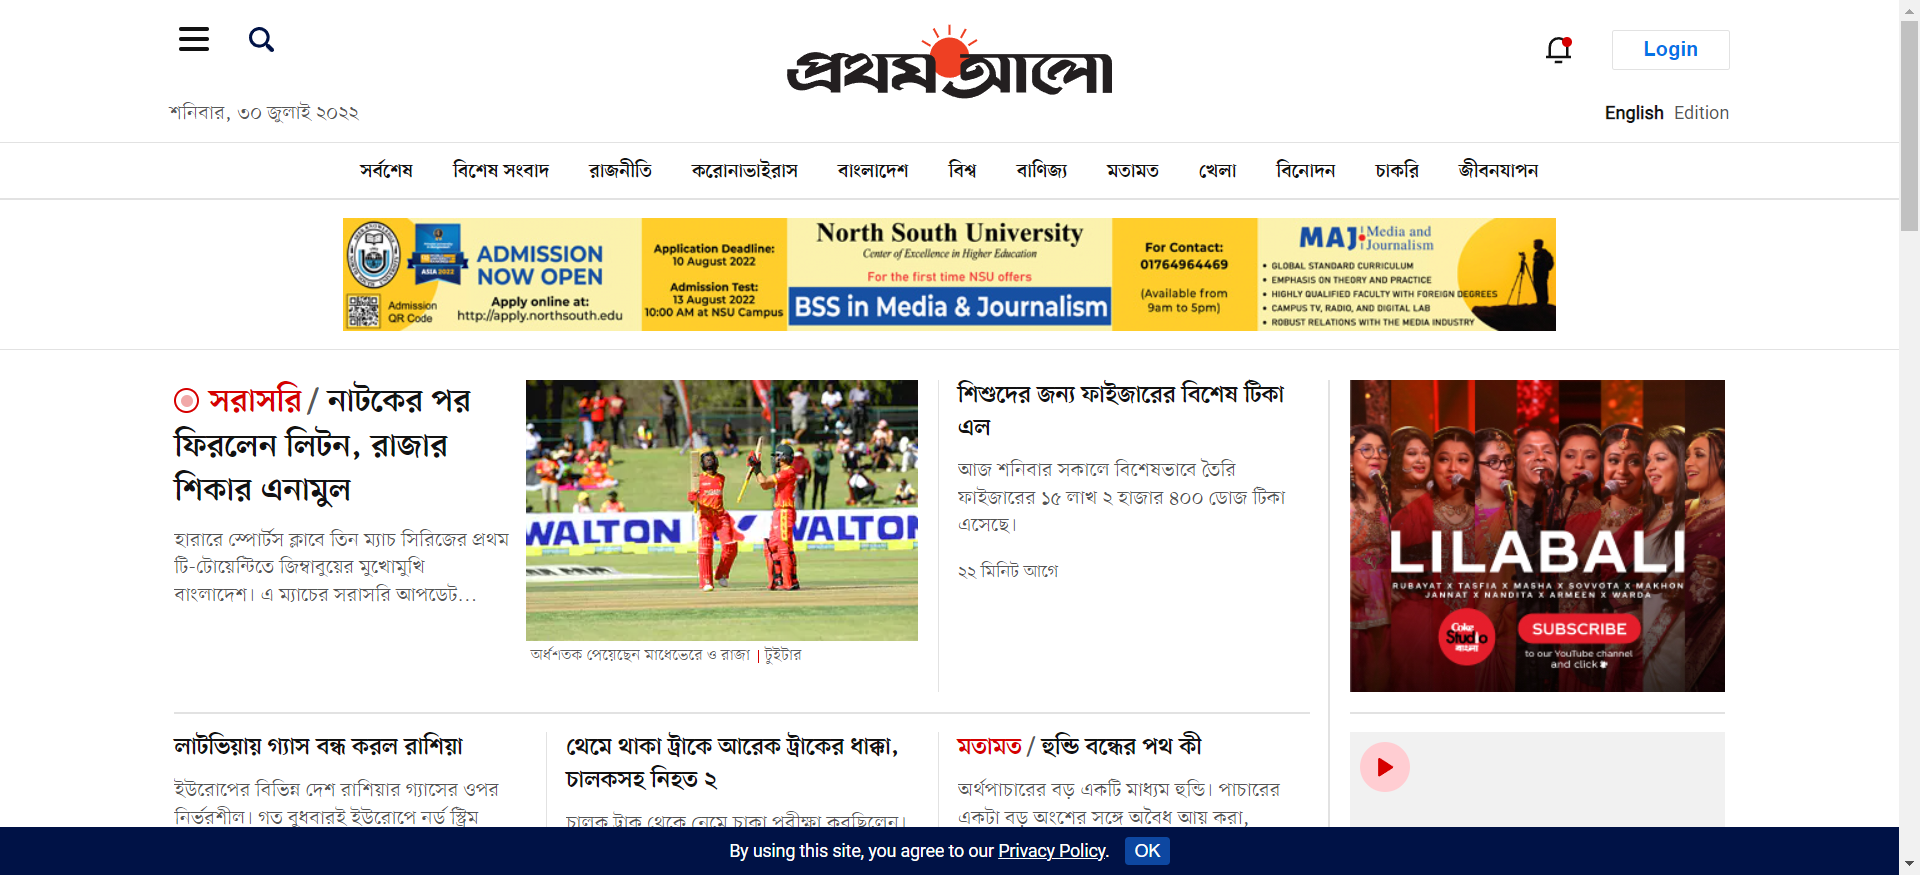 প্রথম আলো
Login
শনিবার, ৩০ জুলাই ২০২২
English Edition
সর্বশেষ বিশেষ সংবাদ রাজনীতি করোনাভাইরাস বাংলাদেশ বিশ্ব বাণিজ্য মতামত খেলা বিনোদন চাকরি জীবনযাপন
ASIA 2022
Admission
QR Code
ADMISSION
NOW OPEN
Apply online at:
http://apply.northsouth.edu
Application Deadline:
10 August 2022
Admission Test:
13 August 2022
10:00 AM at NSU Campus
North South University
Center of Excellence in Higher Education
For the first time NSU offers
BSS in Media & Journalism
For Contact:
01764964469
(Available from
9am to 5pm)
MAJ Media and
Journalism
• GLOBAL STANDARD CURRICULUM
• EMPHASIS ON THEORY AND PRACTICE
• HIGHLY QUALIFIED FACULTY WITH FOREIGN DEGREES
• CAMPUS TV, RADIO, AND DIGITAL LAB
• ROBUST RELATIONS WITH THE MEDIA INDUSTRY
সরাসরি / নাটকের পর
ফিরলেন লিটন, রাজার
শিকার এনামুল
হারারে স্পোর্টস ক্লাবে তিন ম্যাচ সিরিজের প্রথম
টি-টোয়েন্টিতে জিম্বাবুয়ের মুখোমুখি
বাংলাদেশ। এ ম্যাচের সরাসরি আপডেট...
WALTON WALTON
অর্ধশতক পেয়েছেন মাধেভেরে ও রাজা | টুইটার
শিশুদের জন্য ফাইজারের বিশেষ টিকা
এল
আজ শনিবার সকালে বিশেষভাবে তৈরি
ফাইজারের ১৫ লাখ ২ হাজার ৪০০ ডোজ টিকা
এসেছে।
২২ মিনিট আগে
LILABALI
RUBAYAT X TASFIA X MASHA X SOVVOTA X MAKHON
JANNAT X NANDITA X ARMEEN X WARDA
Coke
Studio
বাংলা
SUBSCRIBE
to our YouTube channel
and click
লাটভিয়ায় গ্যাস বন্ধ করল রাশিয়া
ইউরোপের বিভিন্ন দেশ রাশিয়ার গ্যাসের ওপর
নির্ভরশীল। গত বুধবারই ইউরোপে নর্ড স্ট্রিম
থেমে থাকা ট্রাকে আরেক ট্রাকের ধাক্কা,
চালকসহ নিহত ২
চালক ট্রাক থেকে নেমে চাকা পরীক্ষা করছিলেন।
মতামত / হুন্ডি বন্ধের পথ কী
অর্থপাচারের বড় একটি মাধ্যম হুন্ডি। পাচারের
একটা বড় অংশের সঙ্গে অবৈধ আয় করা,
By using this site, you agree to our Privacy Policy. OK